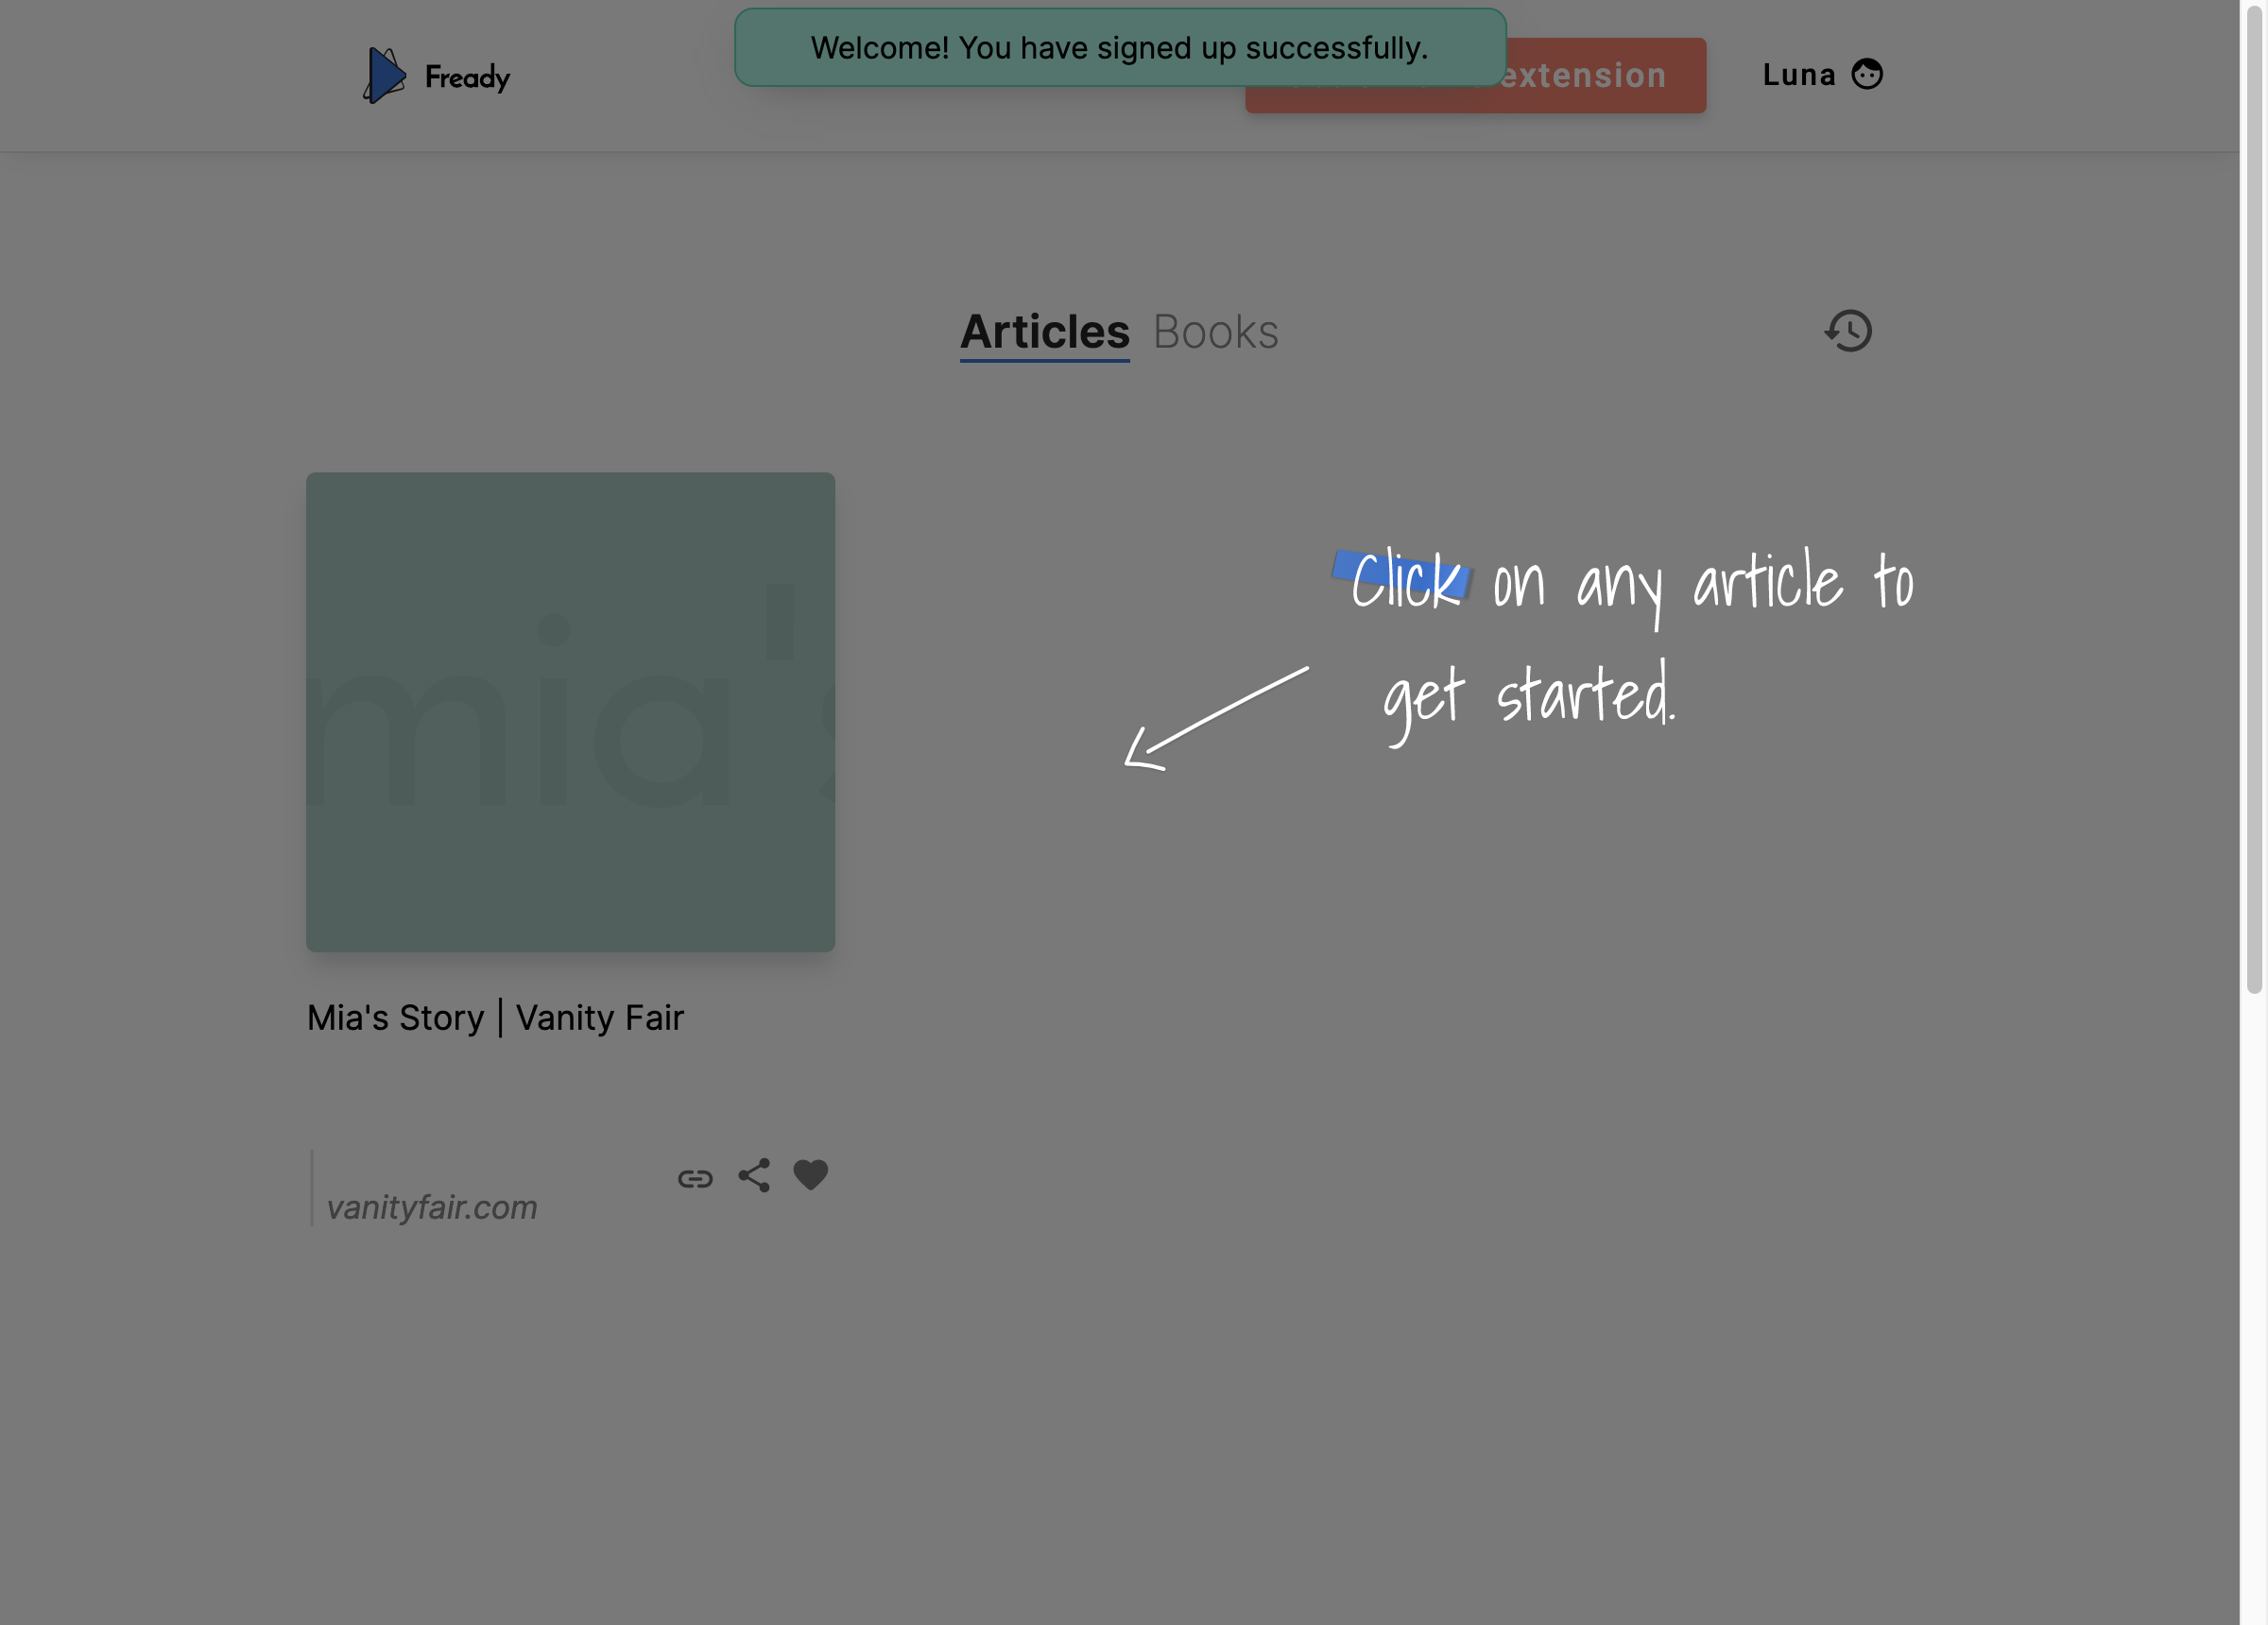 Fready
Welcome! You have signed up successfully.
extension
Luna
Articles Books
mia's
Click on any article to
get started.
Mia's Story | Vanity Fair
vanityfair.com